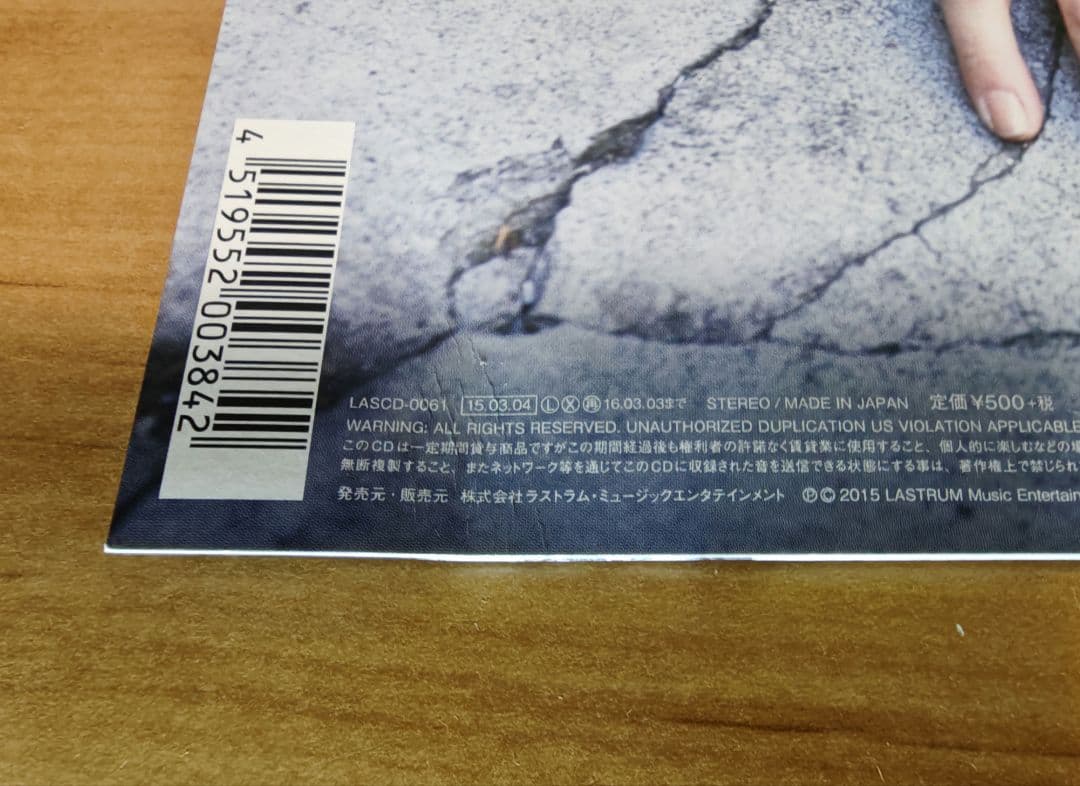 4 519552 003842
LASCD-0061 15.03.04 Ⓛ Ⓧ ㊝ 16.03.03まで STEREO / MADE IN JAPAN 定価 ¥500+税
WARNING: ALL RIGHTS RESERVED. UNAUTHORIZED DUPLICATION US VIOLATION APPLICABLE
このCDは一定期間貸与商品ですがこの期間経過後も権利者の許諾なく賃貸業に使用すること、個人的に楽しむなどの場
無断複製すること、またネットワーク等を通じてこのCDに収録された音を送信できる状態にする事は、著作権上で禁じられ
発売元・販売元 株式会社ラストラム・ミュージックエンタテインメント ℗© 2015 LASTRUM Music Entertain